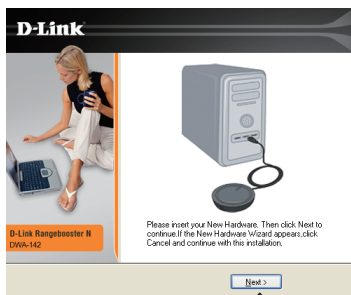 D-Link
Please insert your New Hardware. Then click Next to
continue.If the New Hardware Wizard appears,click
Cancel and continue with this installation.
D-Link Rangebooster N
DWA-142
Next >